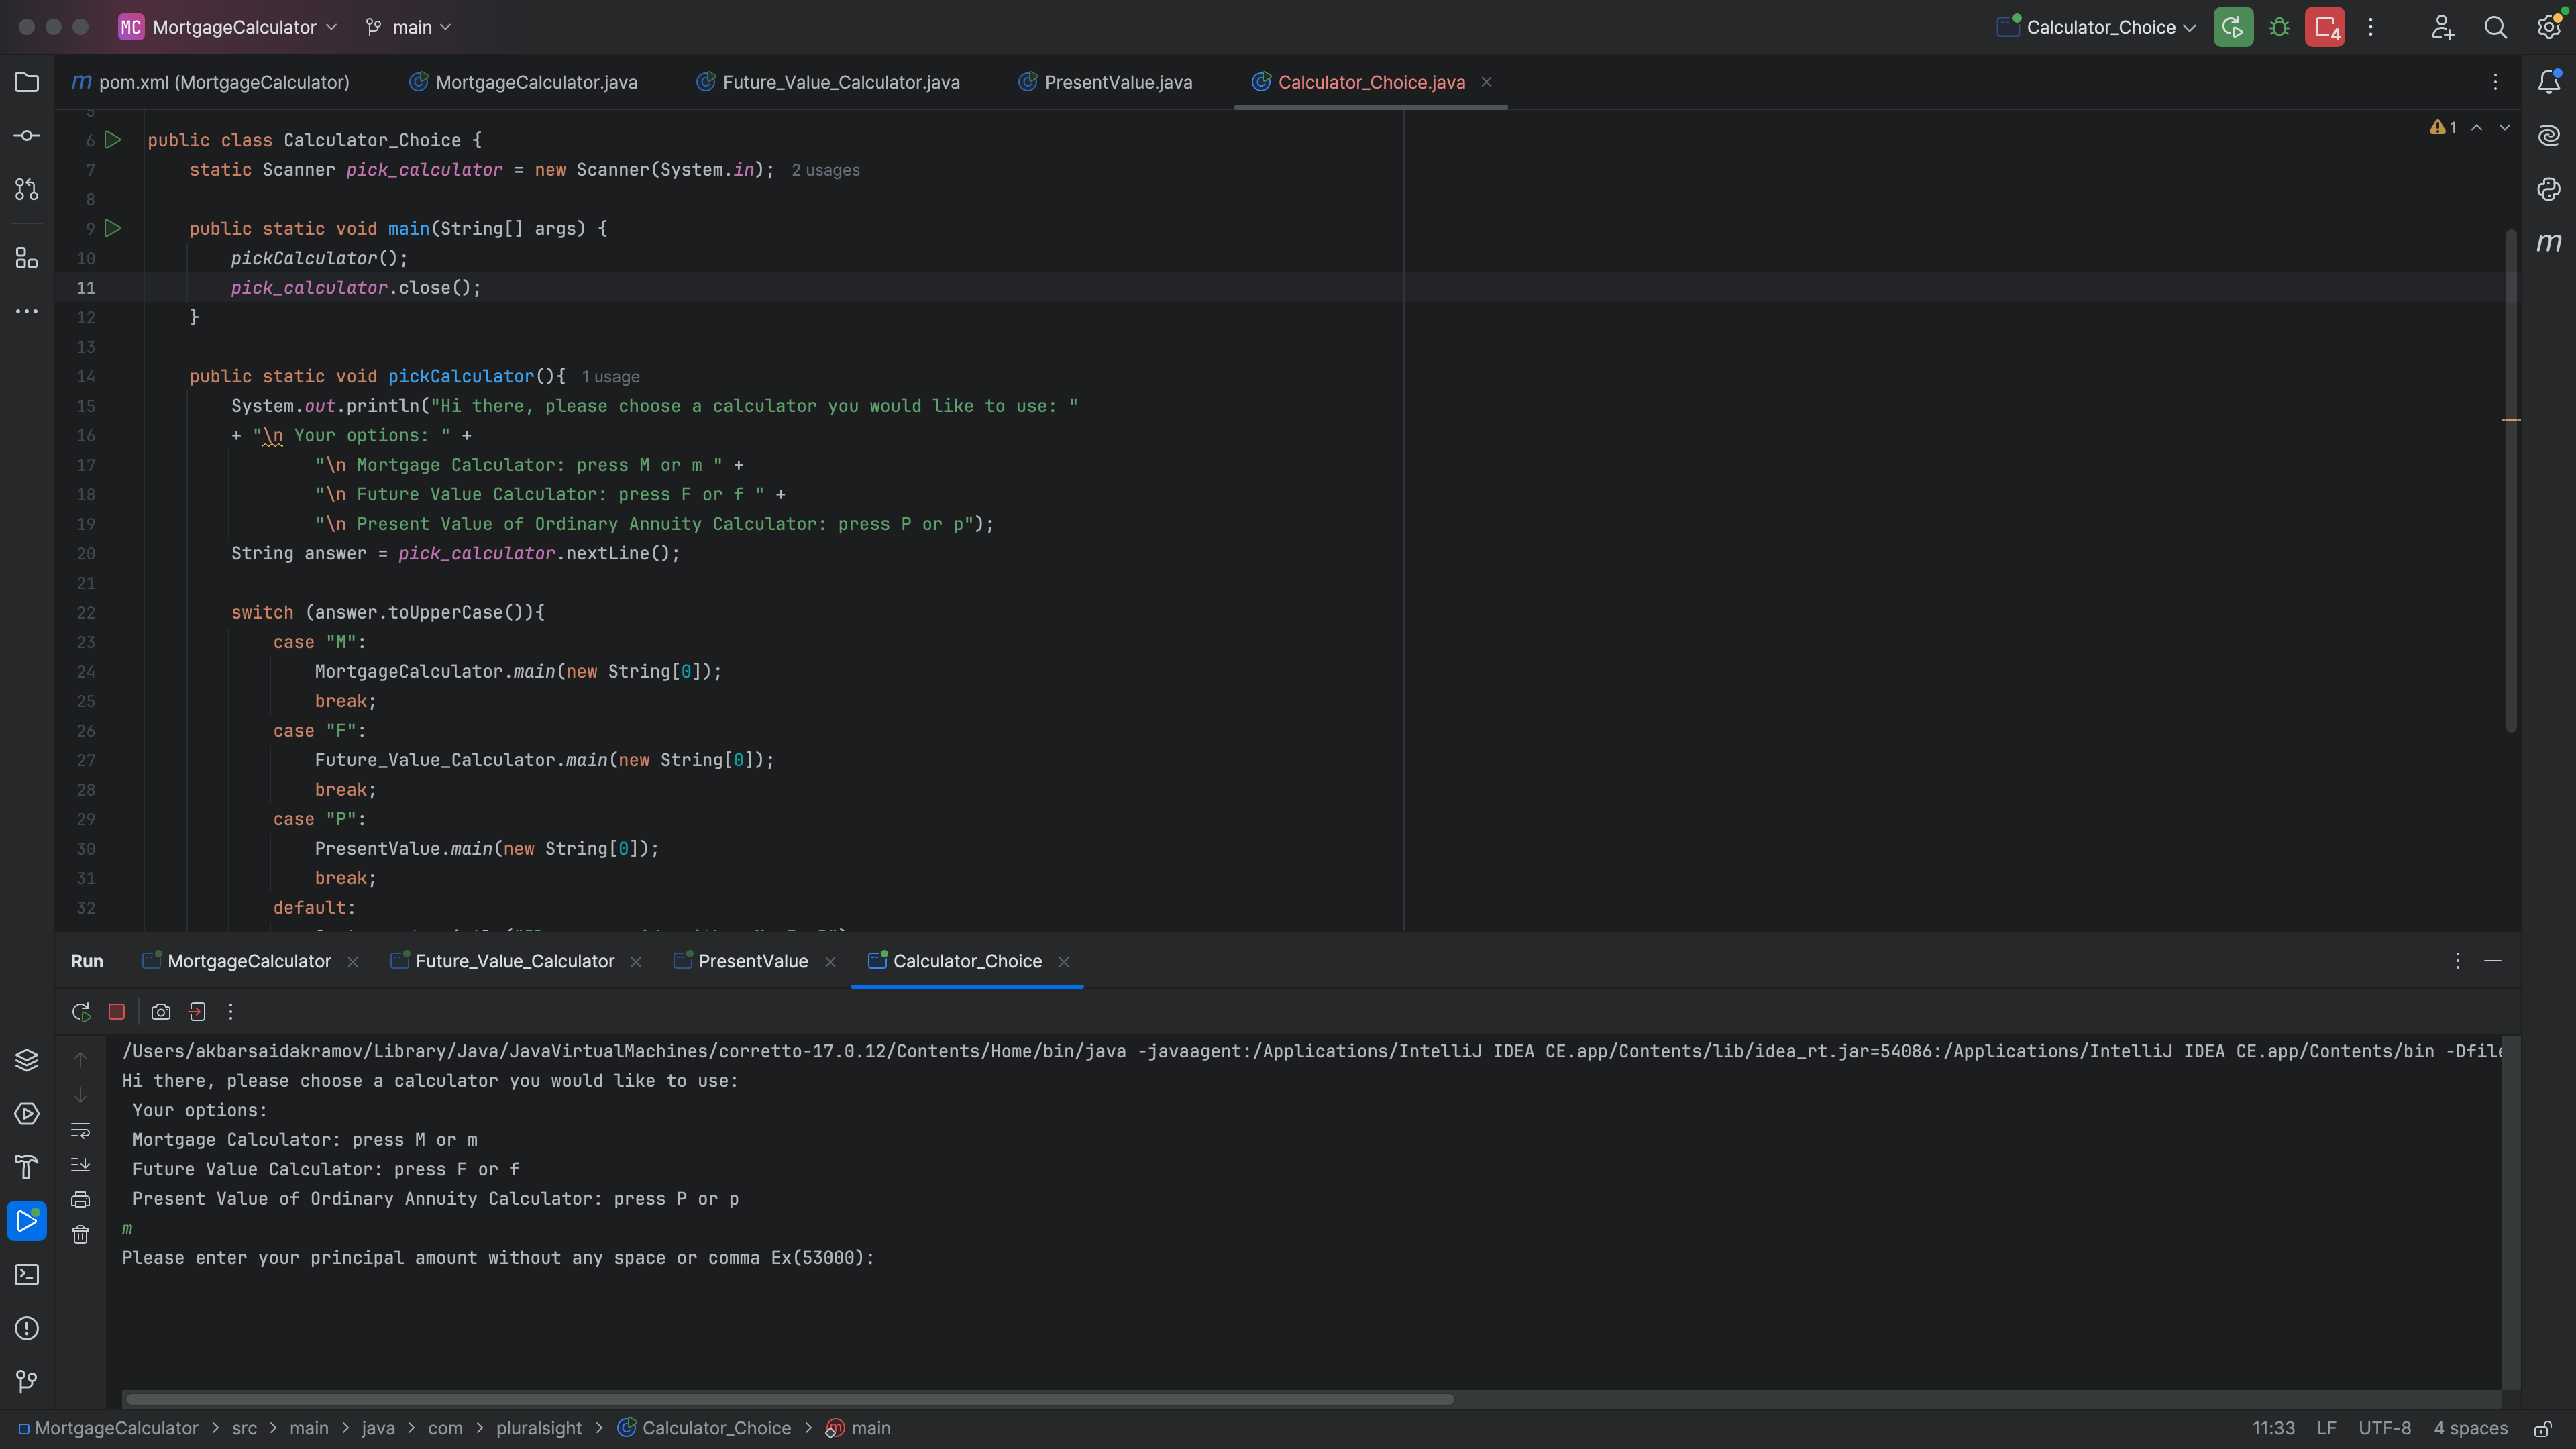 MC MortgageCalculator main Calculator_Choice 4
pom.xml (MortgageCalculator) MortgageCalculator.java Future_Value_Calculator.java PresentValue.java Calculator_Choice.java
5
6 public class Calculator_Choice { 1
7 static Scanner pick_calculator = new Scanner(System.in); 2 usages
8
9 public static void main(String[] args) {
10 pickCalculator();
11 pick_calculator.close();
12 }
13
14 public static void pickCalculator(){ 1 usage
15 System.out.println("Hi there, please choose a calculator you would like to use: "
16 + "\n Your options: " +
17 "\n Mortgage Calculator: press M or m " +
18 "\n Future Value Calculator: press F or f " +
19 "\n Present Value of Ordinary Annuity Calculator: press P or p");
20 String answer = pick_calculator.nextLine();
21
22 switch (answer.toUpperCase()){
23 case "M":
24 MortgageCalculator.main(new String[0]);
25 break;
26 case "F":
27 Future_Value_Calculator.main(new String[0]);
28 break;
29 case "P":
30 PresentValue.main(new String[0]);
31 break;
32 default:
Run MortgageCalculator Future_Value_Calculator PresentValue Calculator_Choice
/Users/akbarsaidakramov/Library/Java/JavaVirtualMachines/corretto-17.0.12/Contents/Home/bin/java -javaagent:/Applications/IntelliJ IDEA CE.app/Contents/lib/idea_rt.jar=54086:/Applications/IntelliJ IDEA CE.app/Contents/bin -Dfile
Hi there, please choose a calculator you would like to use:
Your options:
Mortgage Calculator: press M or m
Future Value Calculator: press F or f
Present Value of Ordinary Annuity Calculator: press P or p
m
Please enter your principal amount without any space or comma Ex(53000):
MortgageCalculator > src > main > java > com > pluralsight > Calculator_Choice > main 11:33 LF UTF-8 4 spaces